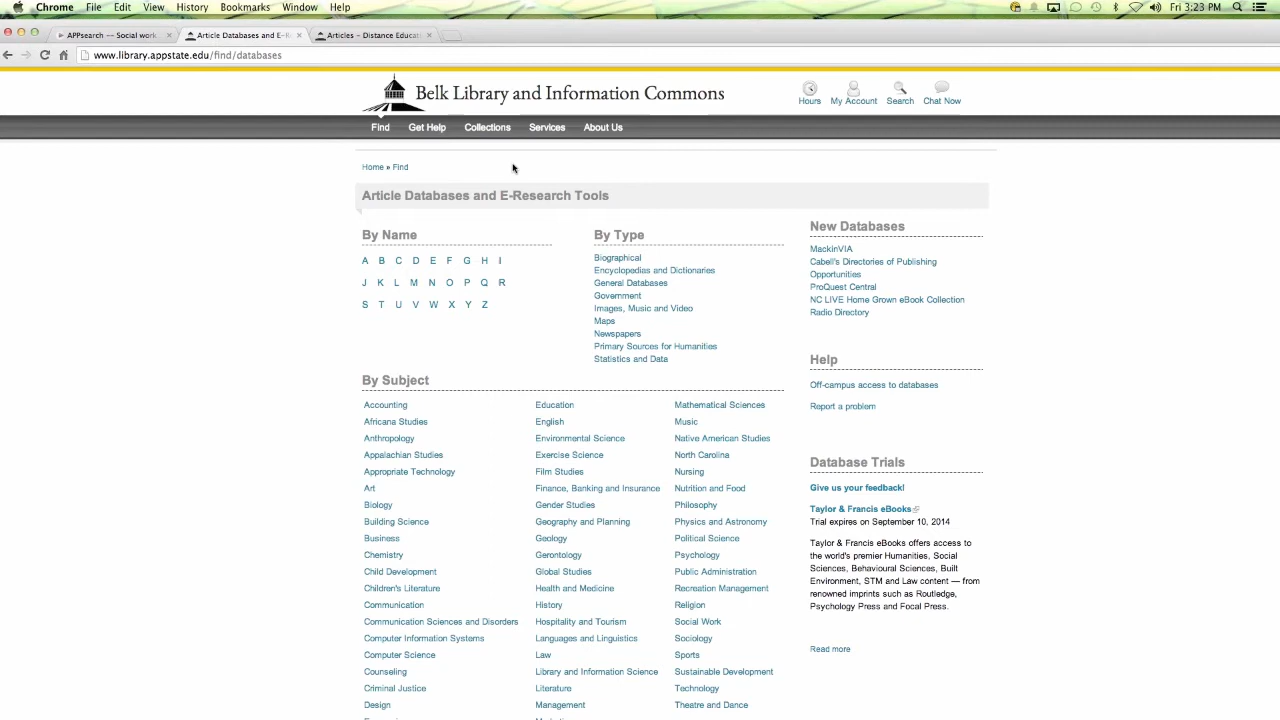 Chrome File Edit View History Bookmarks Window Help Fri 3:23 PM
APPsearch -- Social work
Article Databases and E-R
Articles - Distance Educat
www.library.appstate.edu/find/databases
Belk Library and Information Commons
Hours My Account Search Chat Now
Find Get Help Collections Services About Us
Home » Find
Article Databases and E-Research Tools
By Name
A B C D E F G H I
J K L M N O P Q R
S T U V W X Y Z
By Type
Biographical
Encyclopedias and Dictionaries
General Databases
Government
Images, Music and Video
Maps
Newspapers
Primary Sources for Humanities
Statistics and Data
By Subject
Accounting
Africana Studies
Anthropology
Appalachian Studies
Appropriate Technology
Art
Biology
Building Science
Business
Chemistry
Child Development
Children's Literature
Communication
Communication Sciences and Disorders
Computer Information Systems
Computer Science
Counseling
Criminal Justice
Design
Education
English
Environmental Science
Exercise Science
Film Studies
Finance, Banking and Insurance
Gender Studies
Geography and Planning
Geology
Gerontology
Global Studies
Health and Medicine
History
Hospitality and Tourism
Languages and Linguistics
Law
Library and Information Science
Literature
Management
Mathematical Sciences
Music
Native American Studies
North Carolina
Nursing
Nutrition and Food
Philosophy
Physics and Astronomy
Political Science
Psychology
Public Administration
Recreation Management
Religion
Social Work
Sociology
Sports
Sustainable Development
Technology
Theatre and Dance
New Databases
MackinVIA
Cabell's Directories of Publishing
Opportunities
ProQuest Central
NC LIVE Home Grown eBook Collection
Radio Directory
Help
Off-campus access to databases
Report a problem
Database Trials
Give us your feedback!
Taylor & Francis eBooks
Trial expires on September 10, 2014
Taylor & Francis eBooks offers access to
the world's premier Humanities, Social
Sciences, Behavioural Sciences, Built
Environment, STM and Law content — from
renowned imprints such as Routledge,
Psychology Press and Focal Press.
Read more